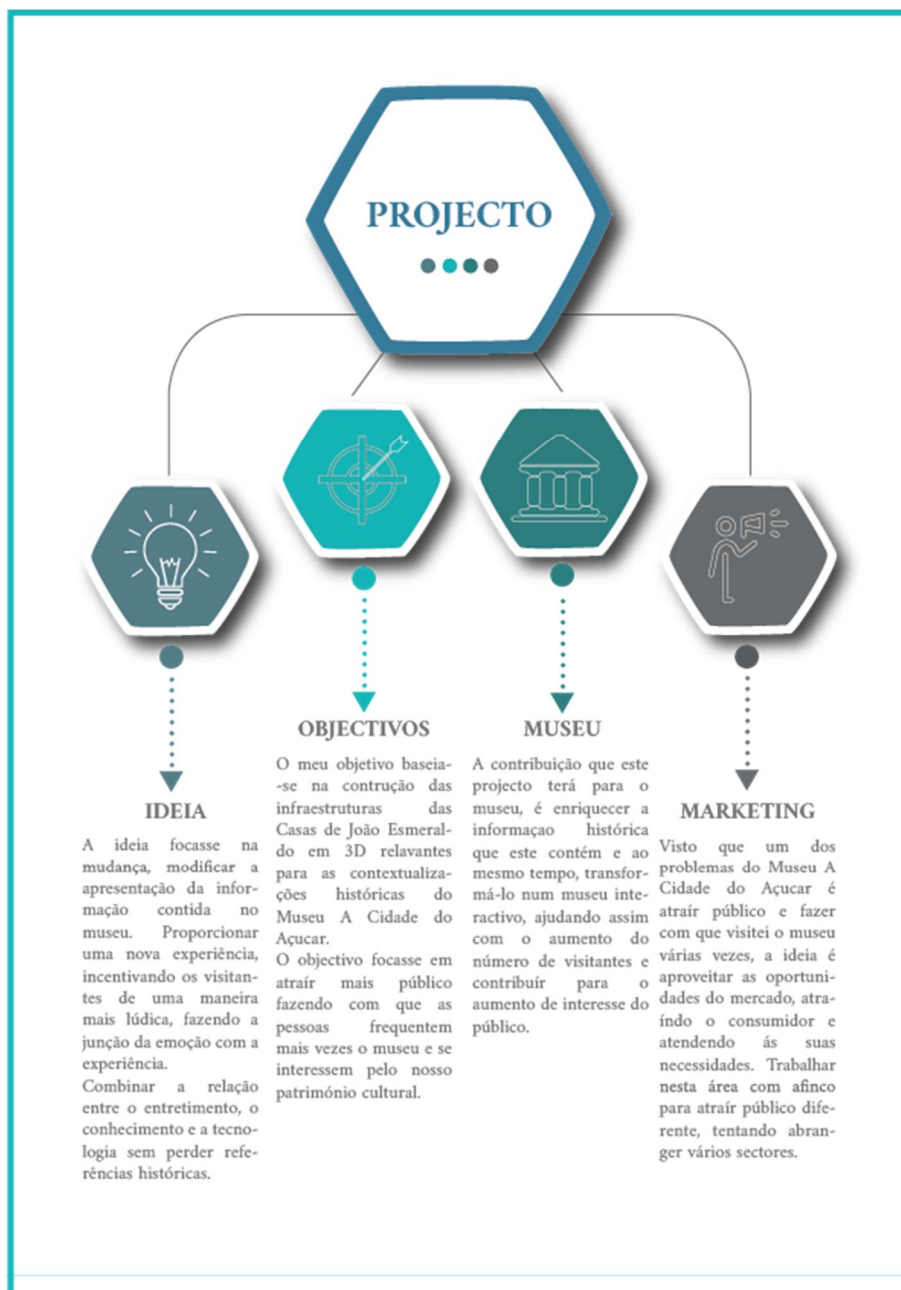 PROJECTO
IDEIA
A ideia focasse na
mudança, modificar a
apresentação da infor-
mação contida no
museu. Proporcionar
uma nova experiência,
incentivando os visitan-
tes de uma maneira
mais lúdica, fazendo a
junção da emoção com a
experiência.
Combinar a relação
entre o entretimento, o
conhecimento e a tecno-
logia sem perder refe-
rências históricas.
OBJECTIVOS
O meu objetivo baseia-
-se na contrução das
infraestruturas das
Casas de João Esmeral-
do em 3D relavantes
para as contextualiza-
ções históricas do
Museu A Cidade do
Açucar.
O objectivo focasse em
atraír mais público
fazendo com que as
pessoas frequentem
mais vezes o museu e se
interessem pelo nosso
património cultural.
MUSEU
A contribuição que este
projecto terá para o
museu, é enriquecer a
informaçao histórica
que este contém e ao
mesmo tempo, transfor-
má-lo num museu inte-
ractivo, ajudando assim
com o aumento do
número de visitantes e
contribuír para o
aumento de interesse do
público.
MARKETING
Visto que um dos
problemas do Museu A
Cidade do Açucar é
atraír público e fazer
com que visitei o museu
várias vezes, a ideia é
aproveitar as oportuni-
dades do mercado, atra-
índo o consumidor e
atendendo ás suas
necessidades. Trabalhar
nesta área com afinco
para atraír público dife-
rente, tentando abran-
ger vários sectores.